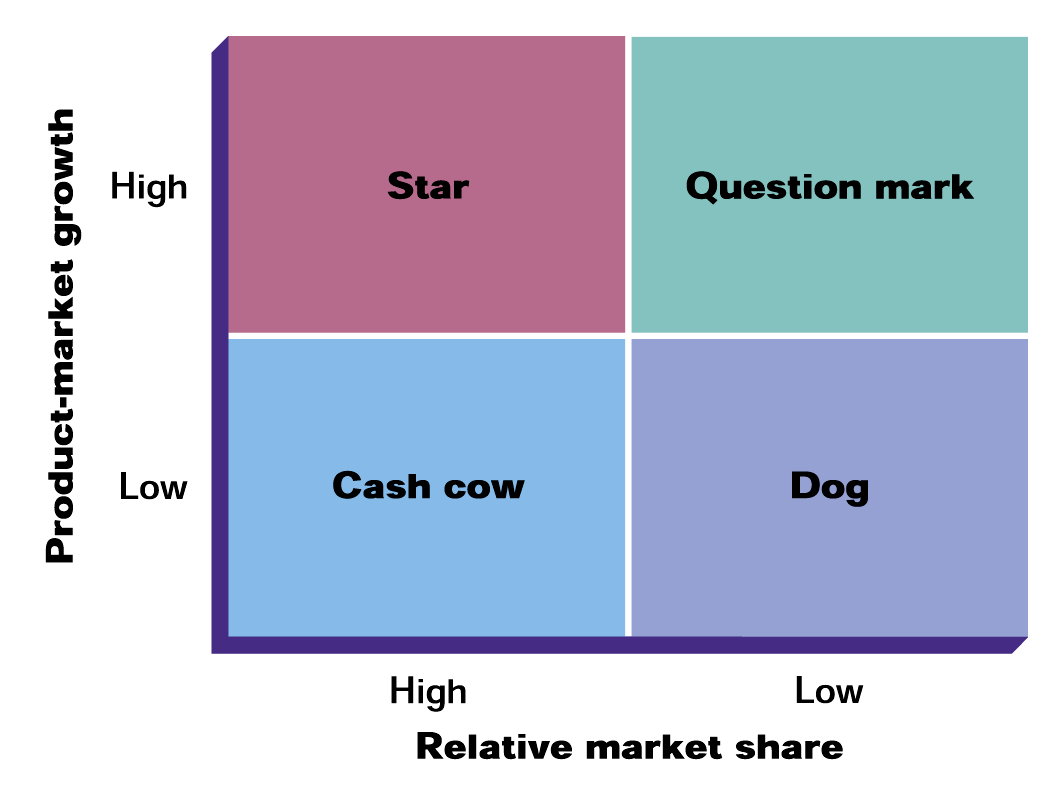 Product-market growth
High
Star
Question mark
Low
Cash cow
Dog
High
Low
Relative market share